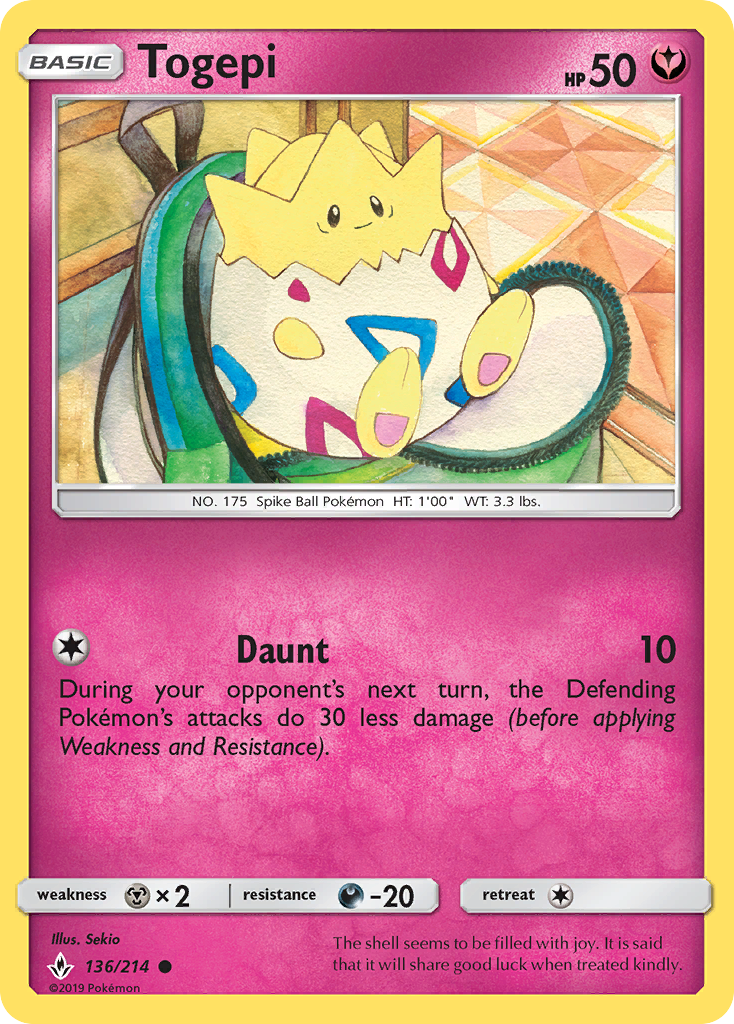 BASIC Togepi HP 50
NO. 175 Spike Ball Pokémon HT: 1'00" WT: 3.3 lbs.
Daunt 10
During your opponent's next turn, the Defending
Pokémon's attacks do 30 less damage (before applying
Weakness and Resistance).
weakness ×2 resistance -20 retreat
Illus. Sekio
136/214
©2019 Pokémon
The shell seems to be filled with joy. It is said
that it will share good luck when treated kindly.